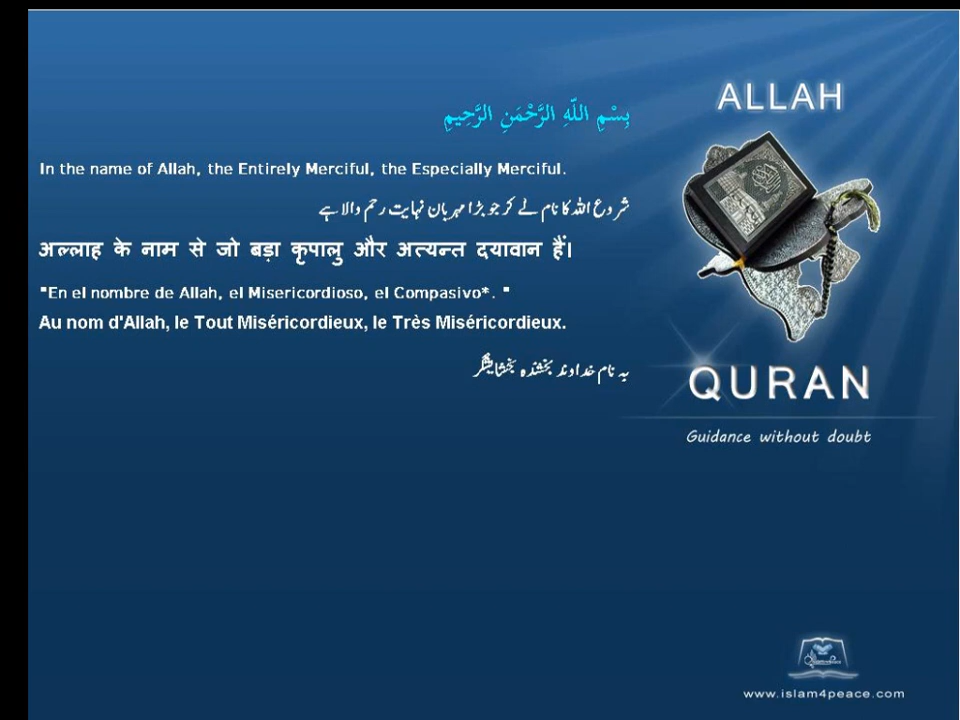 بِسْمِ اللّهِ الرَّحْمَنِ الرَّحِيمِ
In the name of Allah, the Entirely Merciful, the Especially Merciful.
شروع اللہ کا نام لے کر جو بڑا مہربان نہایت رحم والا ہے
अल्लाह के नाम से जो बड़ा कृपालु और अत्यन्त दयावान हैं।
"En el nombre de Allah, el Misericordioso, el Compasivo*. "
Au nom d'Allah, le Tout Miséricordieux, le Très Miséricordieux.
به نام خداوند بخشنده بخشایشگر
ALLAH
QURAN
Guidance without doubt
www.islam4peace.com